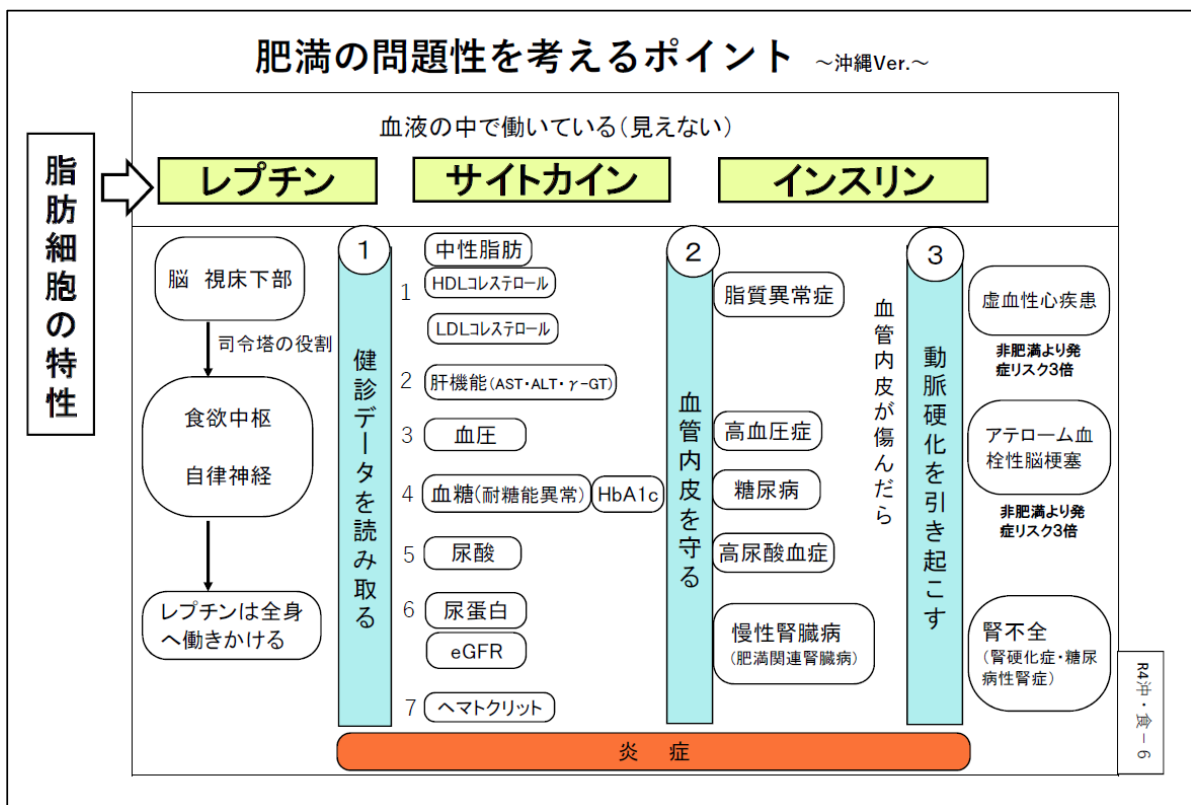 肥満の問題性を考えるポイント ～沖縄Ver.～
血液の中で働いている(見えない)
脂肪細胞の特性
レプチン
サイトカイン
インスリン
脳 視床下部
司令塔の役割
食欲中枢
自律神経
レプチンは全身
へ働きかける
1
健診データを読み取る
1
中性脂肪
HDLコレステロール
LDLコレステロール
2
肝機能(AST・ALT・γ-GT)
3
血圧
4
血糖(耐糖能異常)
HbA1c
5
尿酸
6
尿蛋白
eGFR
7
ヘマトクリット
2
血管内皮を守る
脂質異常症
高血圧症
糖尿病
高尿酸血症
慢性腎臓病
(肥満関連腎臓病)
血管内皮が傷んだら
3
動脈硬化を引き起こす
虚血性心疾患
非肥満より発
症リスク3倍
アテローム血
栓性脳梗塞
非肥満より発
症リスク3倍
腎不全
(腎硬化症・糖尿
病性腎症)
炎 症
R4沖・食－6